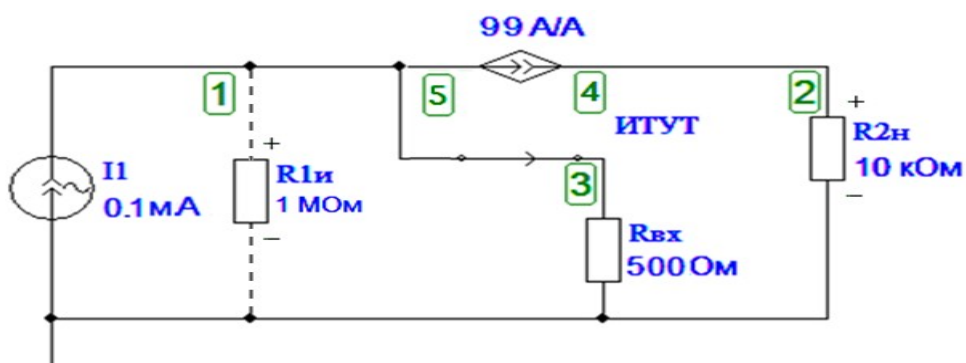 99 А/А
1
5
4
2
ИТУТ
+
R2н
10 кОм
−
I1
0.1мА
+
R1и
1 МОм
−
3
Rвх
500 Ом